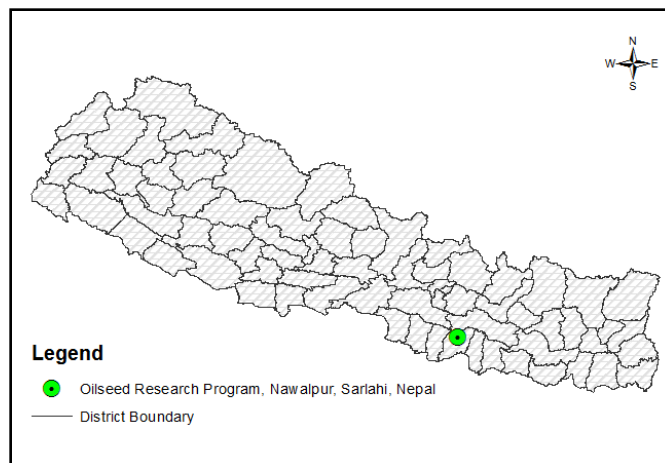 N
W E
S
Legend
Oilseed Research Program, Nawalpur, Sarlahi, Nepal
District Boundary